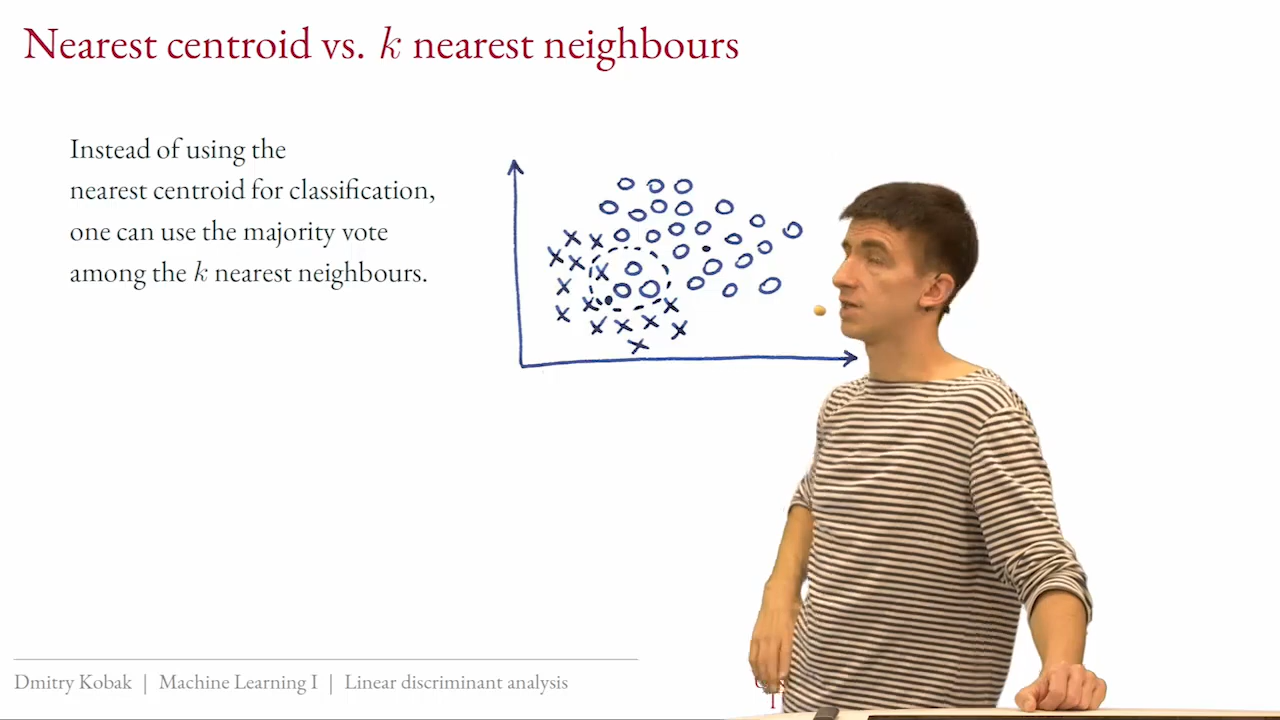 Nearest centroid vs. k nearest neighbours
Instead of using the
nearest centroid for classification,
one can use the majority vote
among the k nearest neighbours.
Dmitry Kobak | Machine Learning I | Linear discriminant analysis